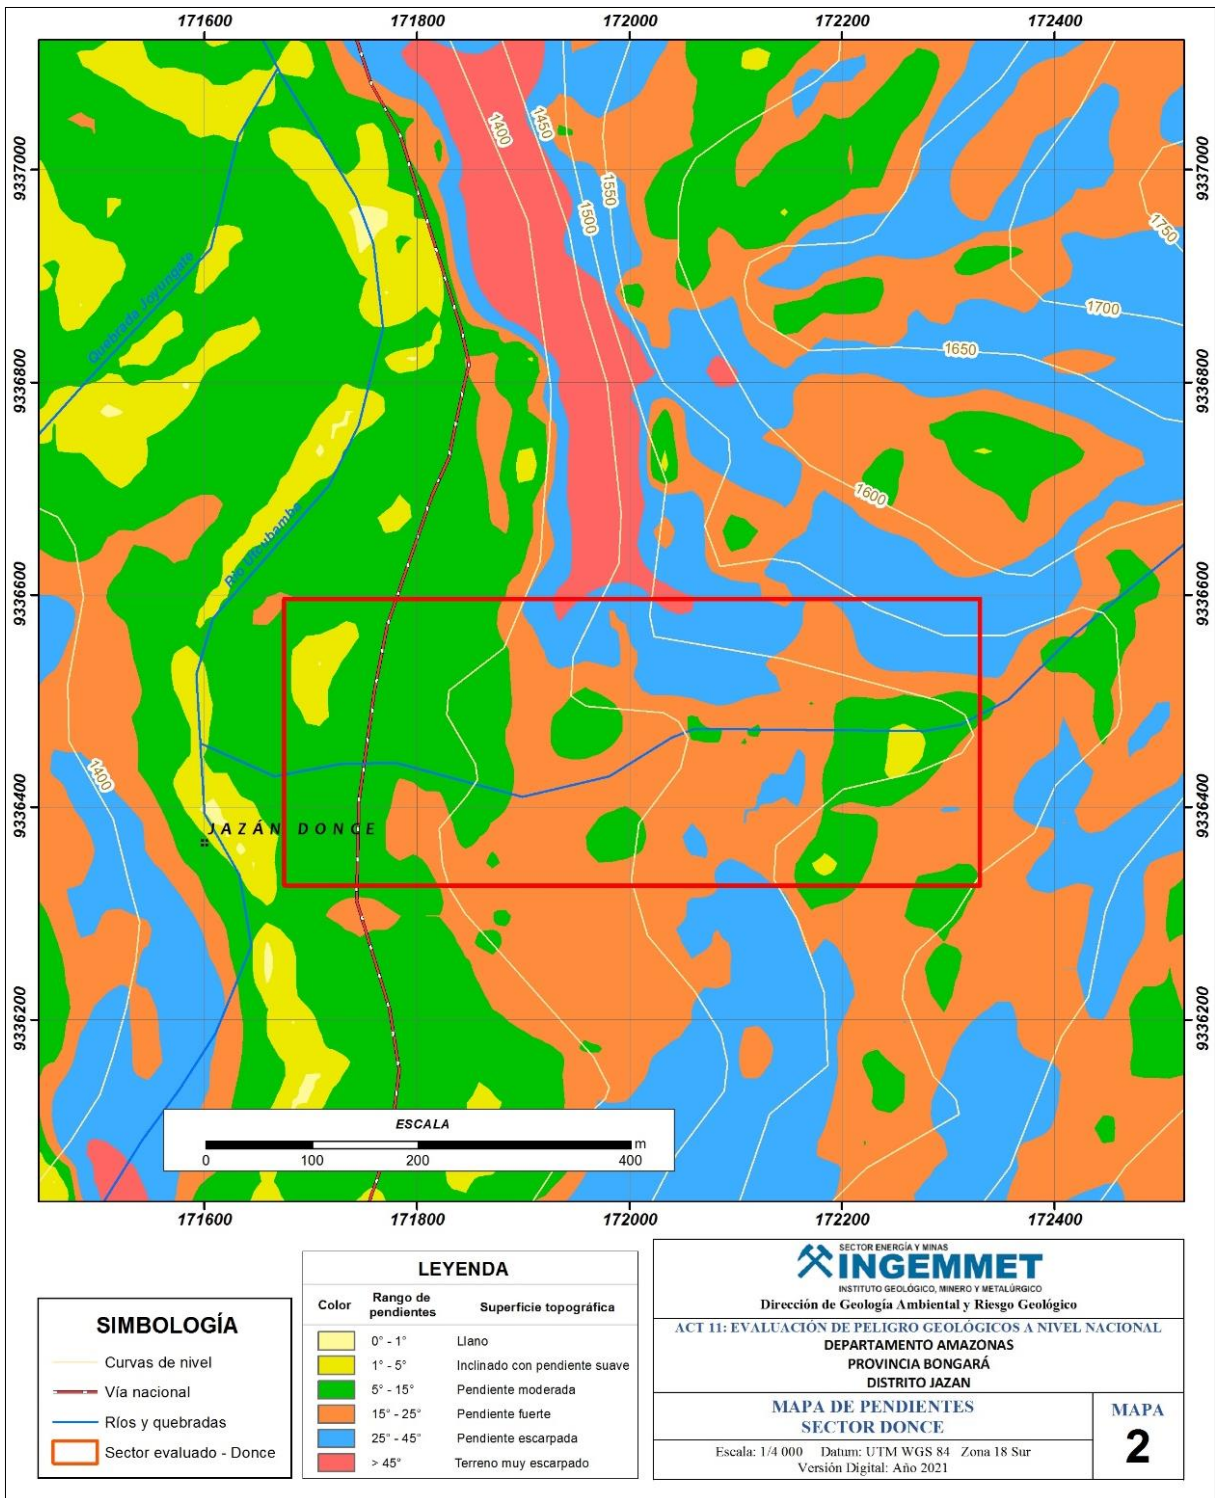 171600 171800 172000 172200 172400
9337000
9336800
9336600
9336400
9336200
9337000
9336800
9336600
9336400
9336200
1400
1450
1550
1500
1750
1700
1650
1600
1400
Quebrada Joyungate
Río Utcubamba
JAZÁN DONCE
ESCALA
0 100 200 400 m
171600 171800 172000 172200 172400
SIMBOLOGÍA
Curvas de nivel
Vía nacional
Ríos y quebradas
Sector evaluado - Donce
LEYENDA
Color Rango de pendientes Superficie topográfica
0° - 1° Llano
1° - 5° Inclinado con pendiente suave
5° - 15° Pendiente moderada
15° - 25° Pendiente fuerte
25° - 45° Pendiente escarpada
> 45° Terreno muy escarpado
SECTOR ENERGÍA Y MINAS
INGEMMET
INSTITUTO GEOLÓGICO, MINERO Y METALÚRGICO
Dirección de Geología Ambiental y Riesgo Geológico
ACT 11: EVALUACIÓN DE PELIGRO GEOLÓGICOS A NIVEL NACIONAL
DEPARTAMENTO AMAZONAS
PROVINCIA BONGARÁ
DISTRITO JAZAN
MAPA DE PENDIENTES
SECTOR DONCE
Escala: 1/4 000 Datum: UTM WGS 84 Zona 18 Sur
Versión Digital: Año 2021
MAPA
2